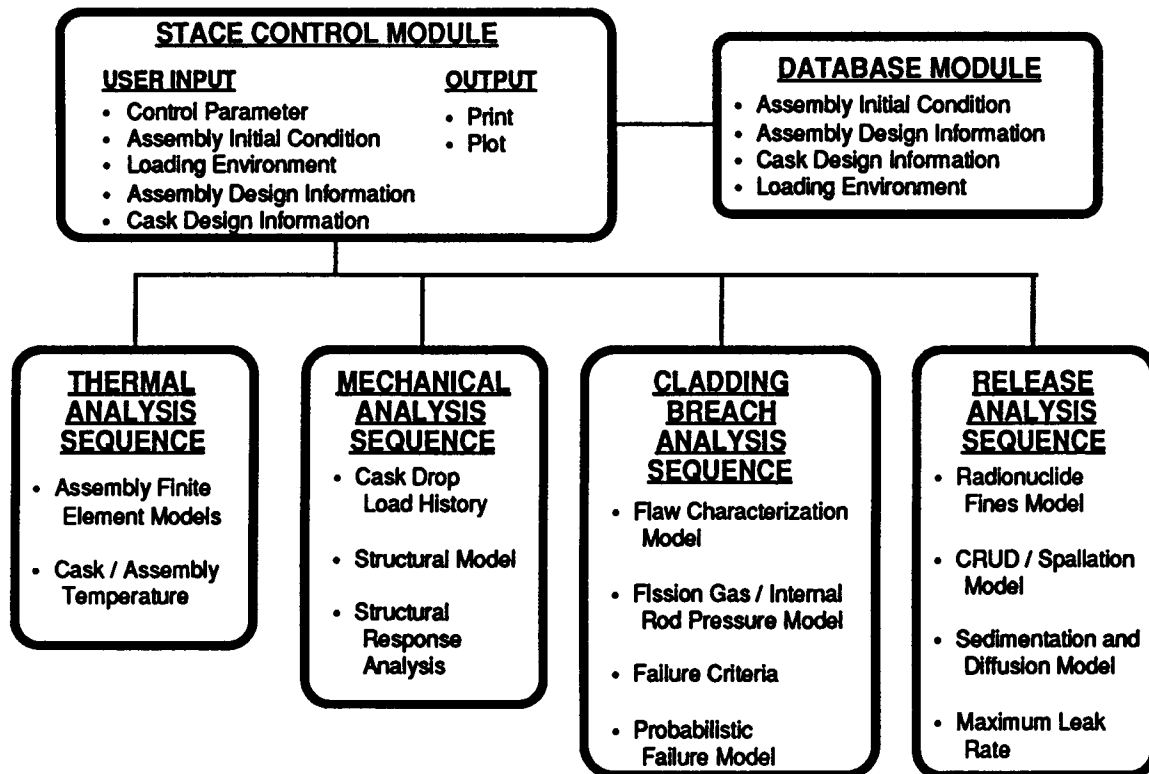 STACE CONTROL MODULE
USER INPUT
• Control Parameter
• Assembly Initial Condition
• Loading Environment
• Assembly Design Information
• Cask Design Information
OUTPUT
• Print
• Plot
DATABASE MODULE
• Assembly Initial Condition
• Assembly Design Information
• Cask Design Information
• Loading Environment
THERMAL
ANALYSIS
SEQUENCE
• Assembly Finite
Element Models
• Cask / Assembly
Temperature
MECHANICAL
ANALYSIS
SEQUENCE
• Cask Drop
Load History
• Structural Model
• Structural
Response
Analysis
CLADDING
BREACH
ANALYSIS
SEQUENCE
• Flaw Characterization
Model
• Fission Gas / Internal
Rod Pressure Model
• Failure Criteria
• Probabilistic
Failure Model
RELEASE
ANALYSIS
SEQUENCE
• Radionuclide
Fines Model
• CRUD / Spallation
Model
• Sedimentation and
Diffusion Model
• Maximum Leak
Rate